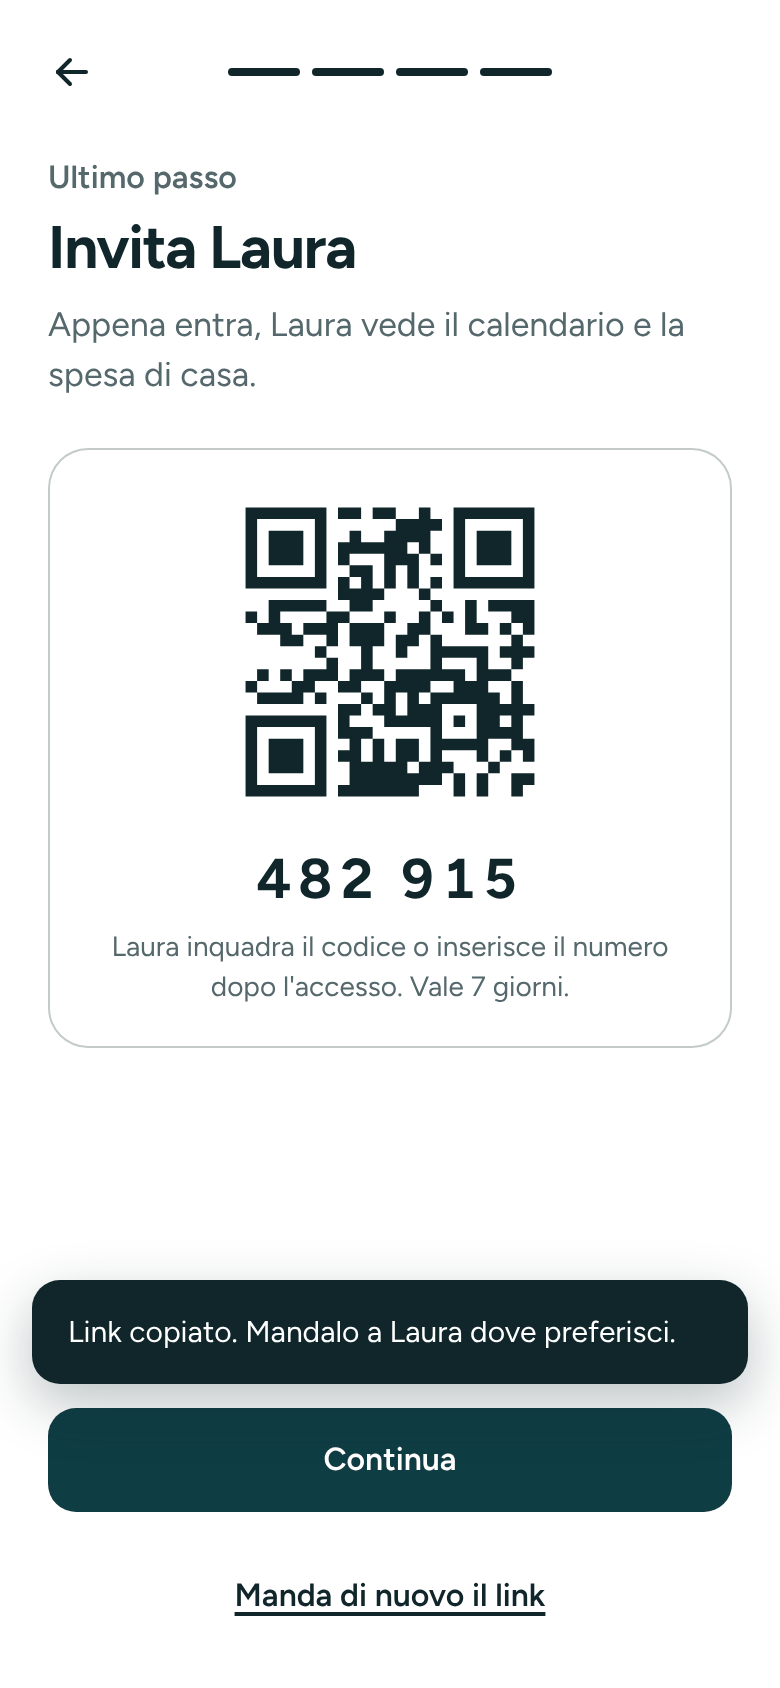 Ultimo passo
Invita Laura
Appena entra, Laura vede il calendario e la
spesa di casa.
482 915
Laura inquadra il codice o inserisce il numero
dopo l'accesso. Vale 7 giorni.
Link copiato. Mandalo a Laura dove preferisci.
Continua
Manda di nuovo il link